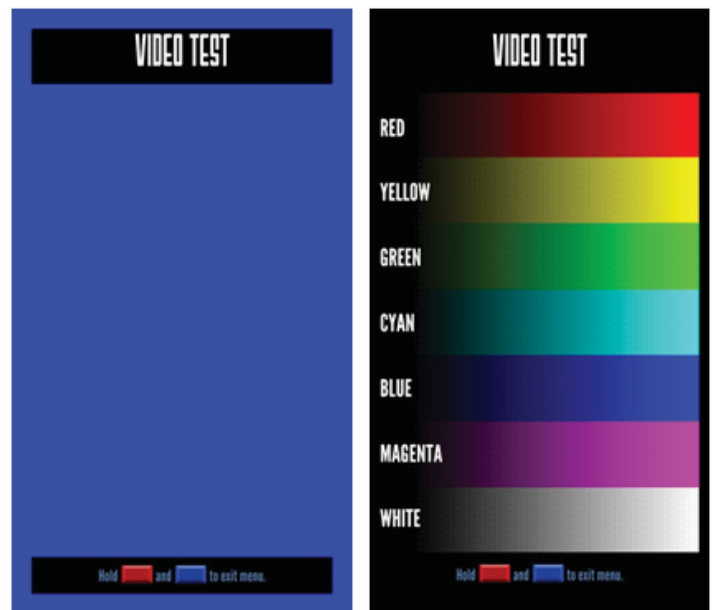 VIDEO TEST
Hold and to exit menu.
VIDEO TEST
RED
YELLOW
GREEN
CYAN
BLUE
MAGENTA
WHITE
Hold and to exit menu.